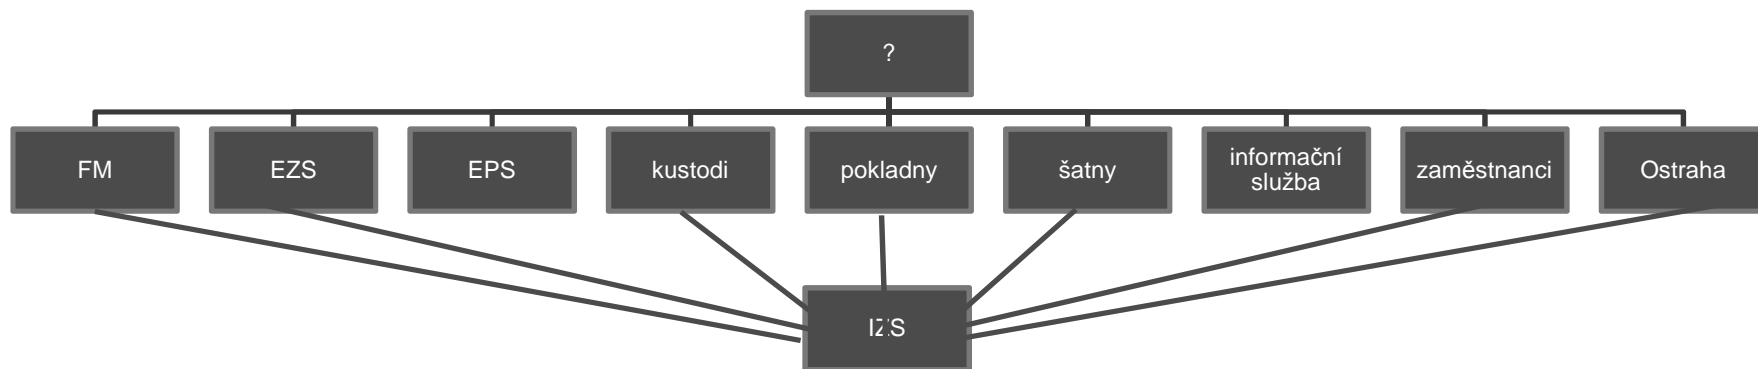 ?
FM
EZS
EPS
kustodi
pokladny
šatny
informační
služba
zaměstnanci
Ostraha
IZS